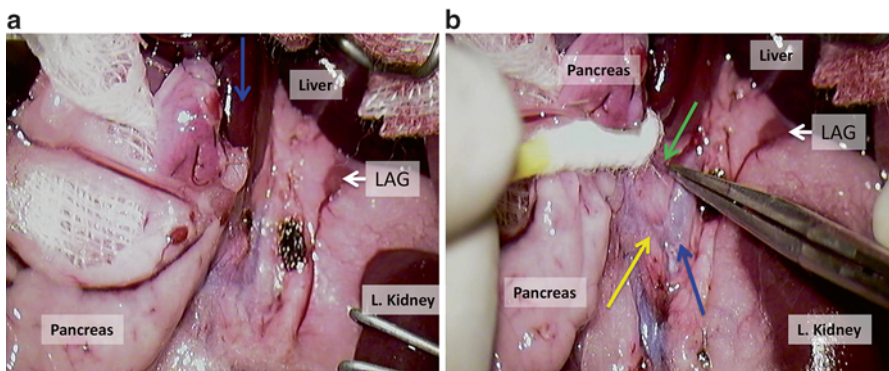 a
Liver
LAG
L. Kidney
Pancreas
b
Pancreas
Liver
LAG
Pancreas
L. Kidney